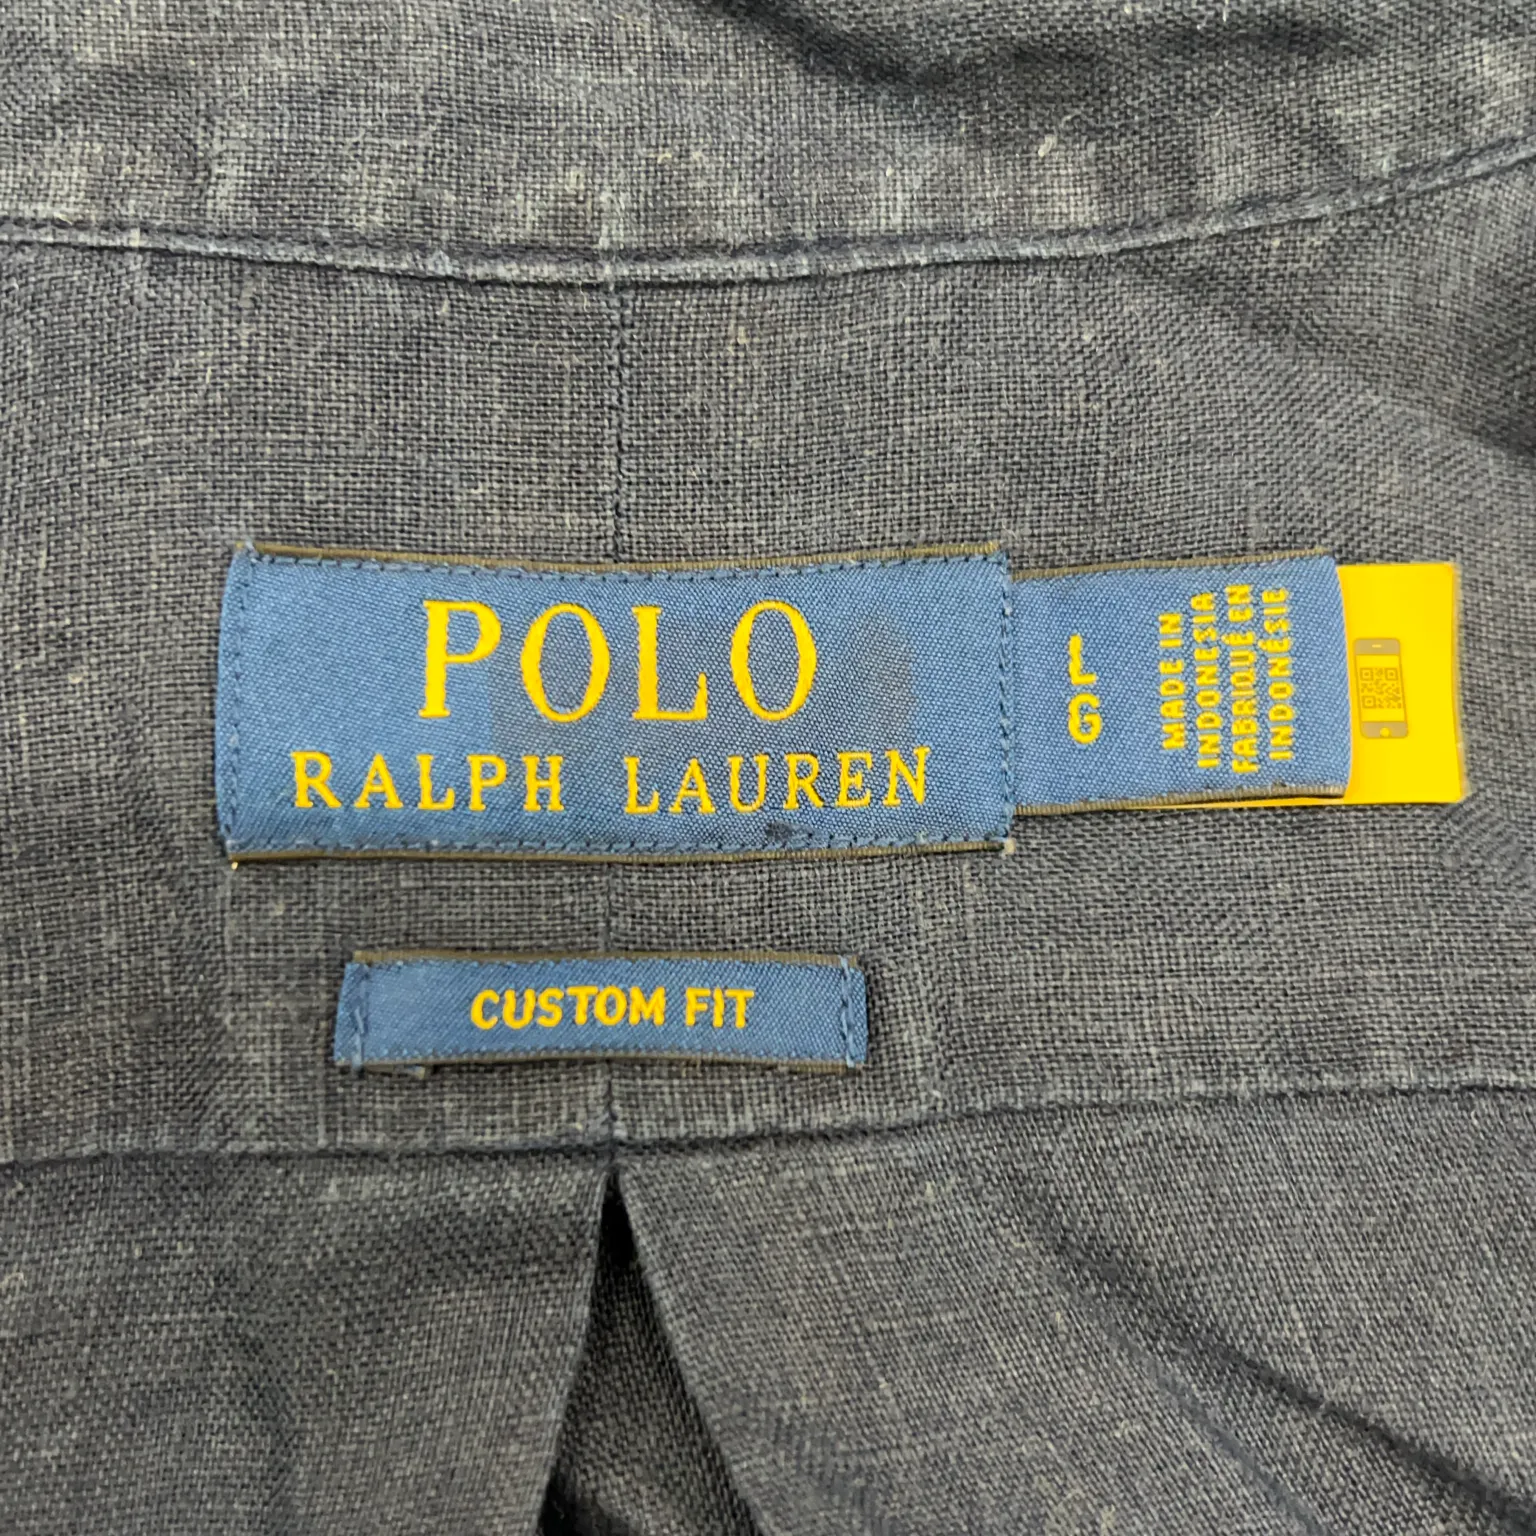 POLO
RALPH LAUREN
L
G
MADE IN
INDONESIA
FABRIQUÉ EN
INDONÉSIE
CUSTOM FIT